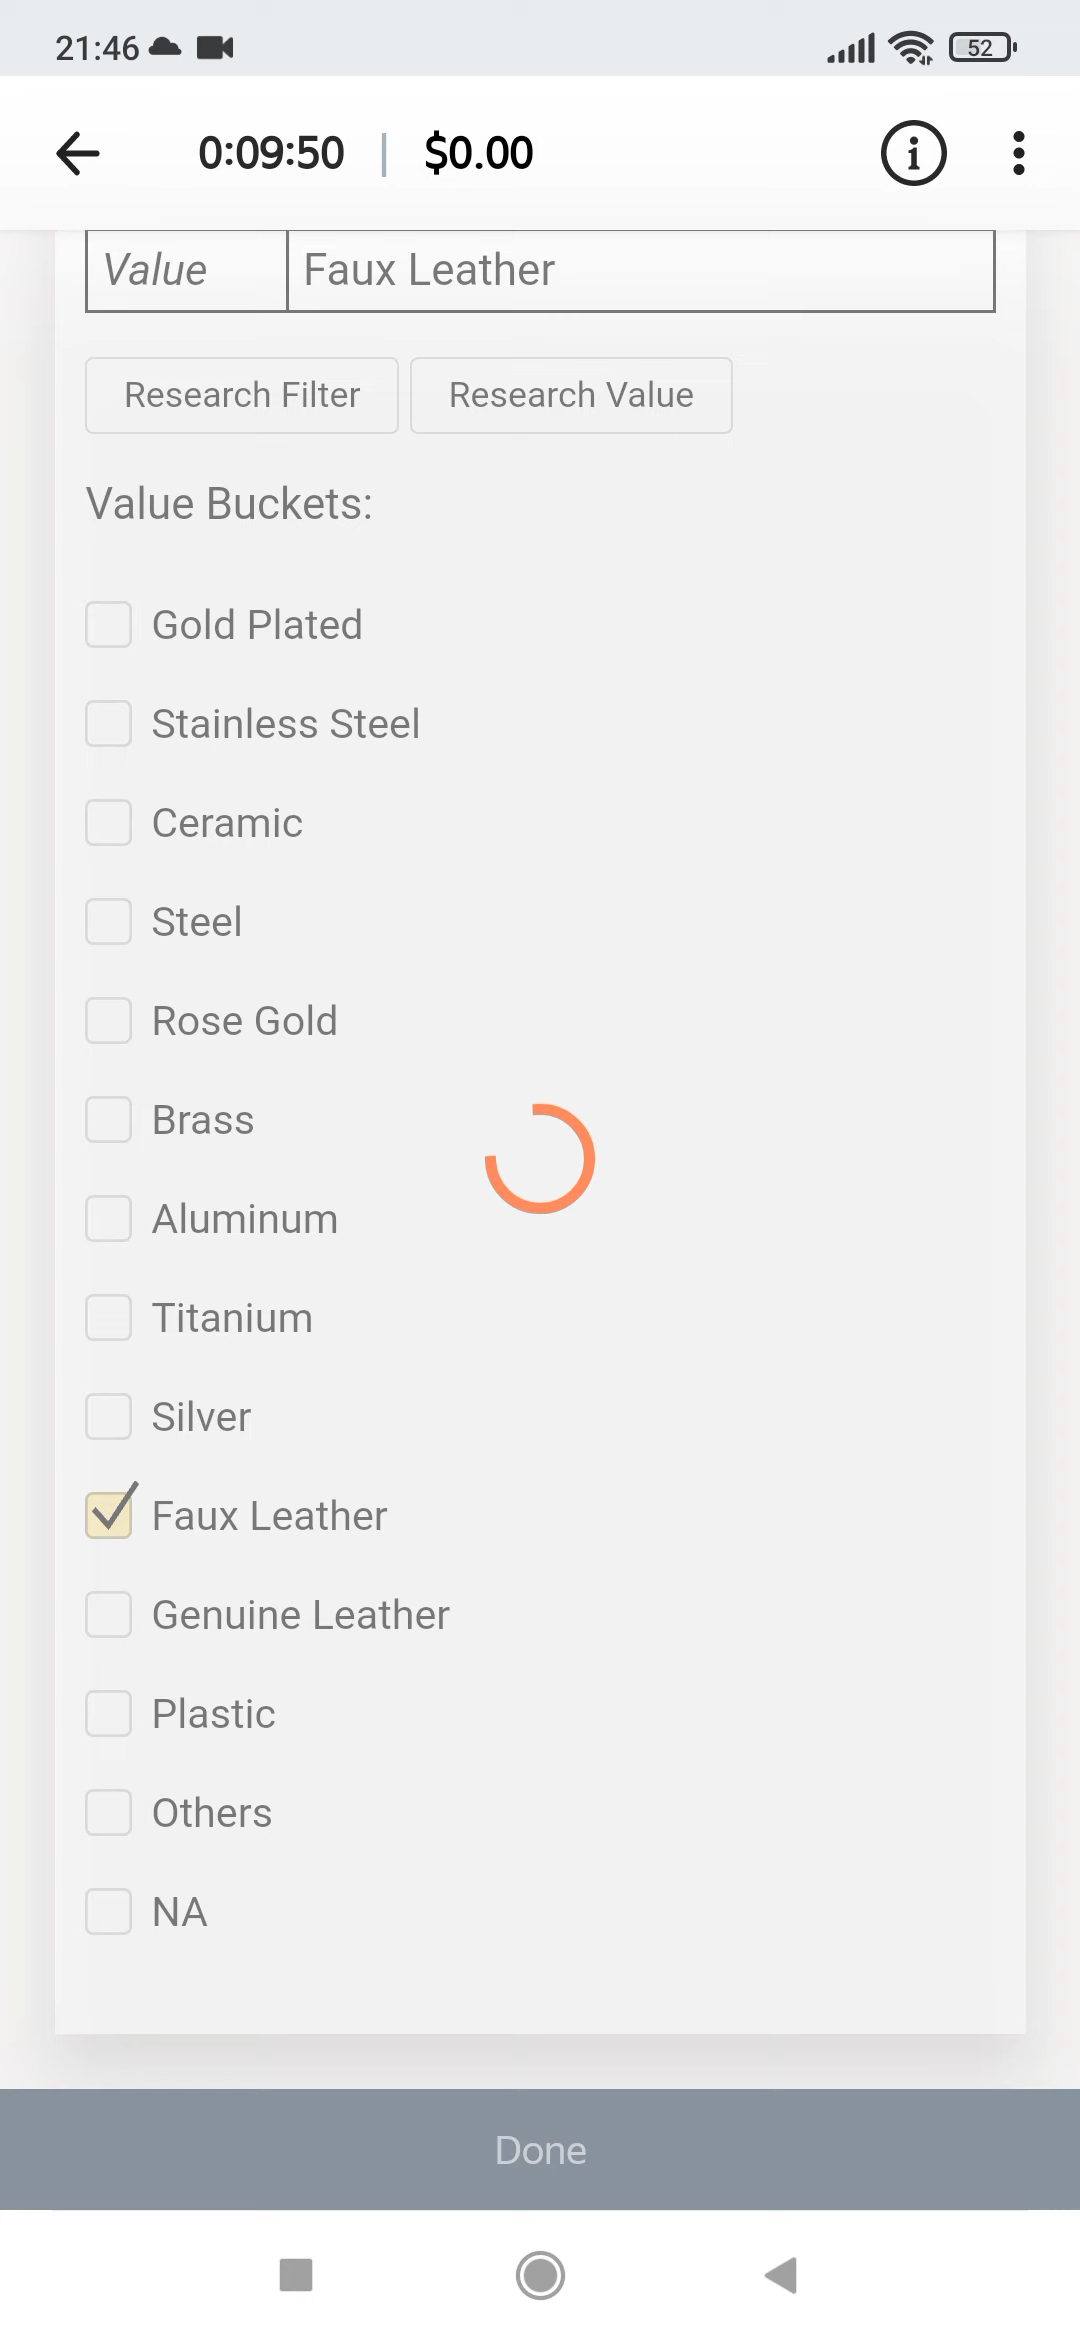 21:46 52
0:09:50 | $0.00
Value Faux Leather
Research Filter Research Value
Value Buckets:
Gold Plated
Stainless Steel
Ceramic
Steel
Rose Gold
Brass
Aluminum
Titanium
Silver
Faux Leather
Genuine Leather
Plastic
Others
NA
Done